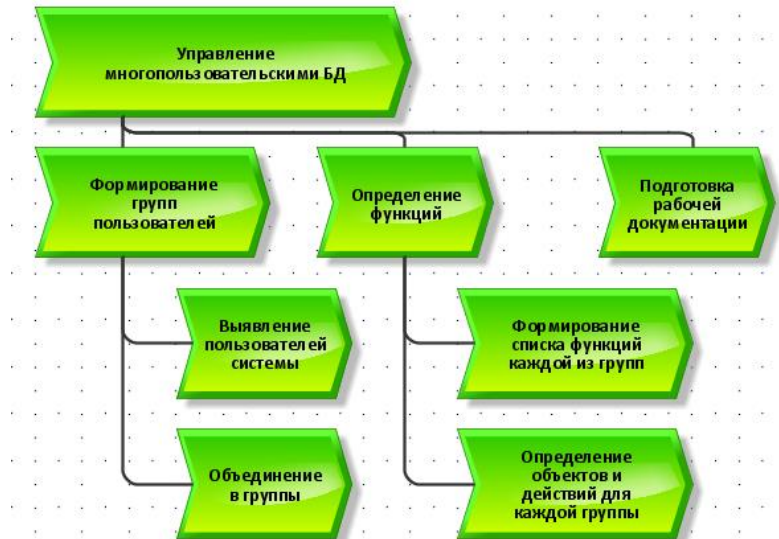 Управление
многопользовательскими БД
Формирование
групп
пользователей
Определение
функций
Подготовка
рабочей
документации
Выявление
пользователей
системы
Формирование
списка функций
каждой из групп
Объединение
в группы
Определение
объектов и
действий для
каждой группы